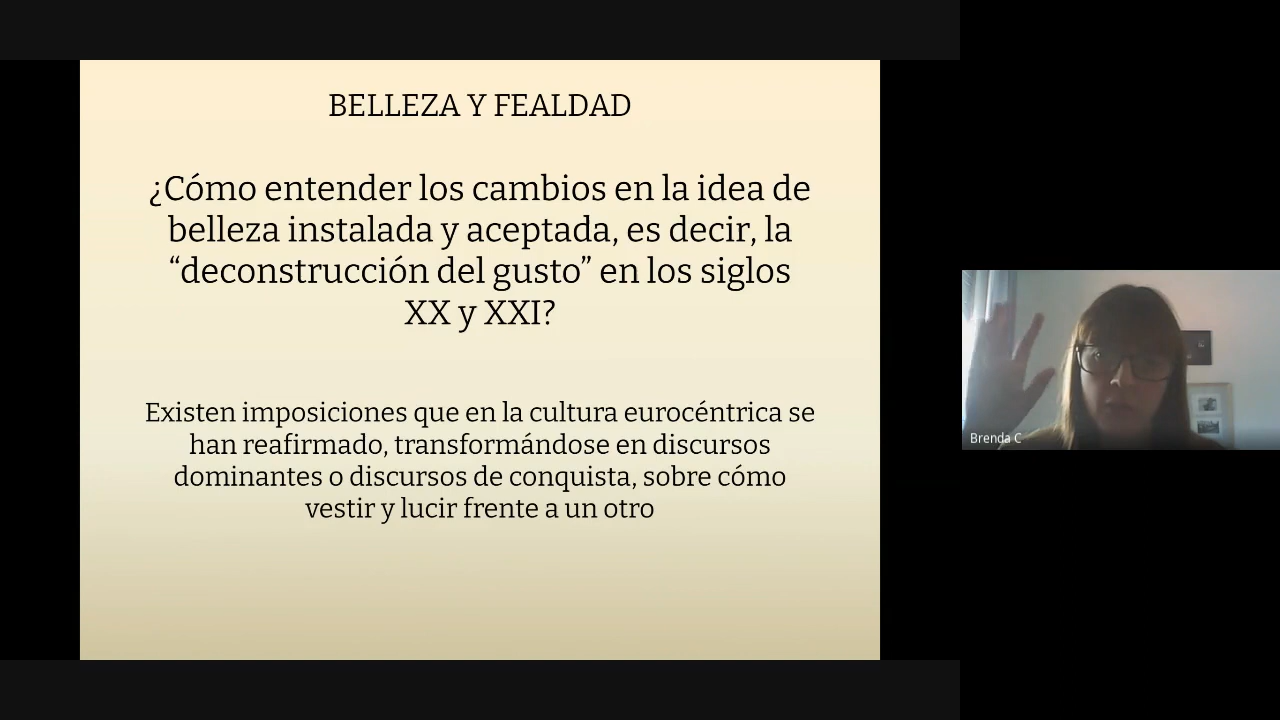 BELLEZA Y FEALDAD
¿Cómo entender los cambios en la idea de
belleza instalada y aceptada, es decir, la
“deconstrucción del gusto” en los siglos
XX y XXI?
Existen imposiciones que en la cultura eurocéntrica se
han reafirmado, transformándose en discursos
dominantes o discursos de conquista, sobre cómo
vestir y lucir frente a un otro
Brenda C